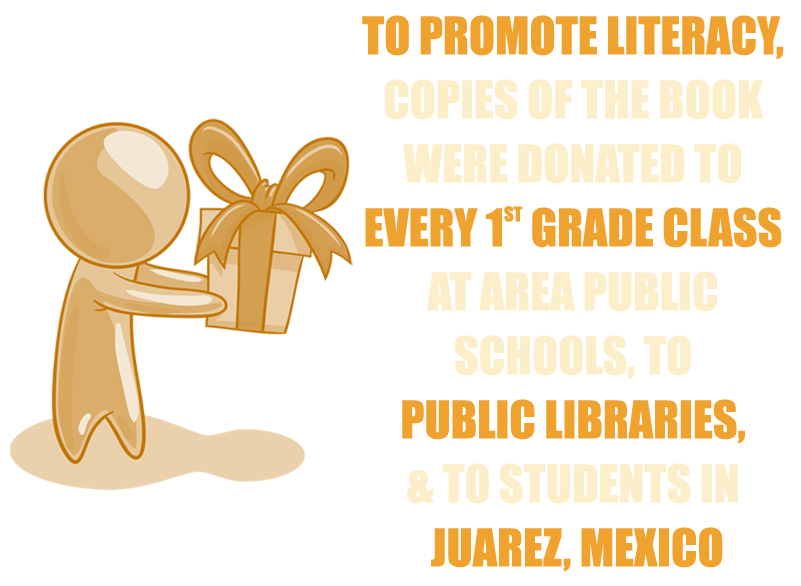 TO PROMOTE LITERACY,
COPIES OF THE BOOK
WERE DONATED TO
EVERY 1ST GRADE CLASS
AT AREA PUBLIC
SCHOOLS, TO
PUBLIC LIBRARIES,
& TO STUDENTS IN
JUAREZ, MEXICO